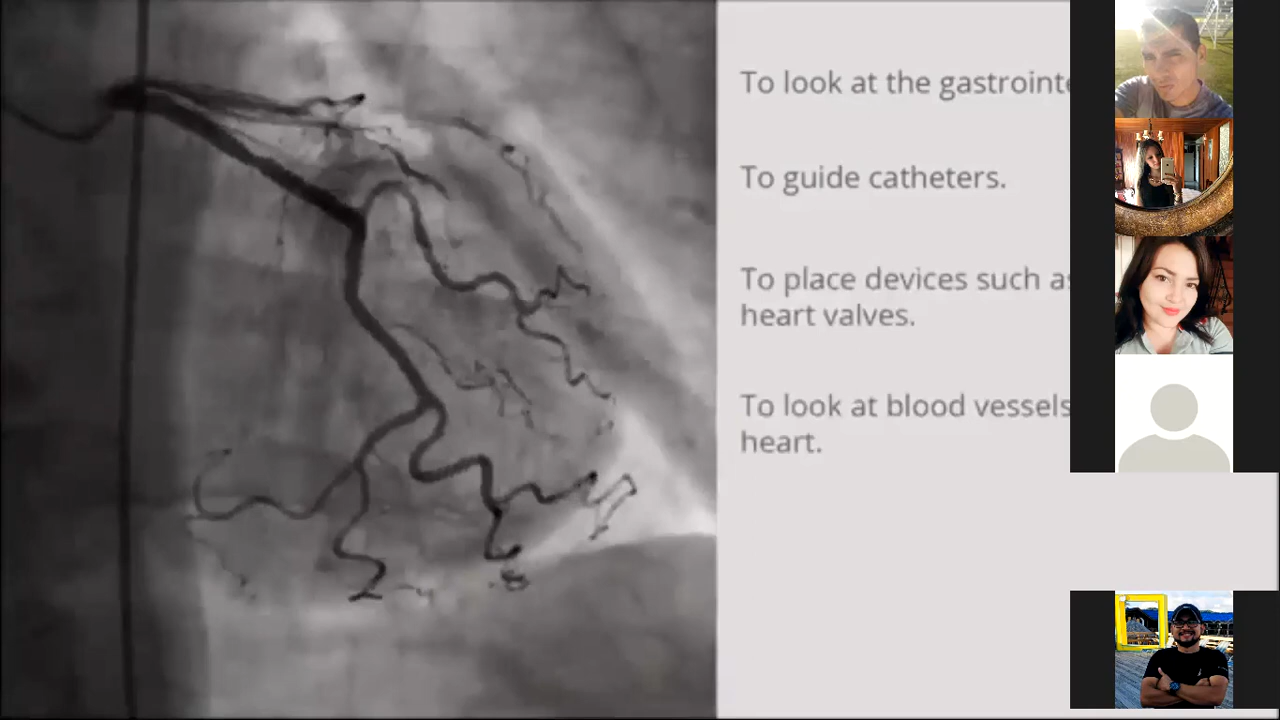 To look at the
To guide catheters.
To place devices such as
heart valves.
To look at blood vessels
heart.